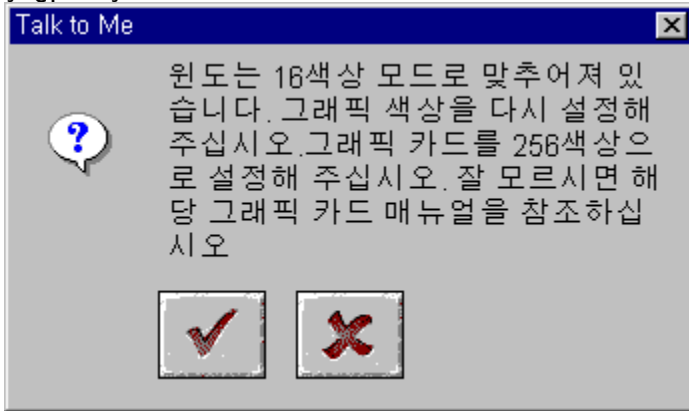 Talk to Me
윈도는 16색상 모드로 맞추어져 있
습니다. 그래픽 색상을 다시 설정해
주십시오.그래픽 카드를 256색상으
로 설정해 주십시오. 잘 모르시면 해
당 그래픽 카드 매뉴얼을 참조하십
시오